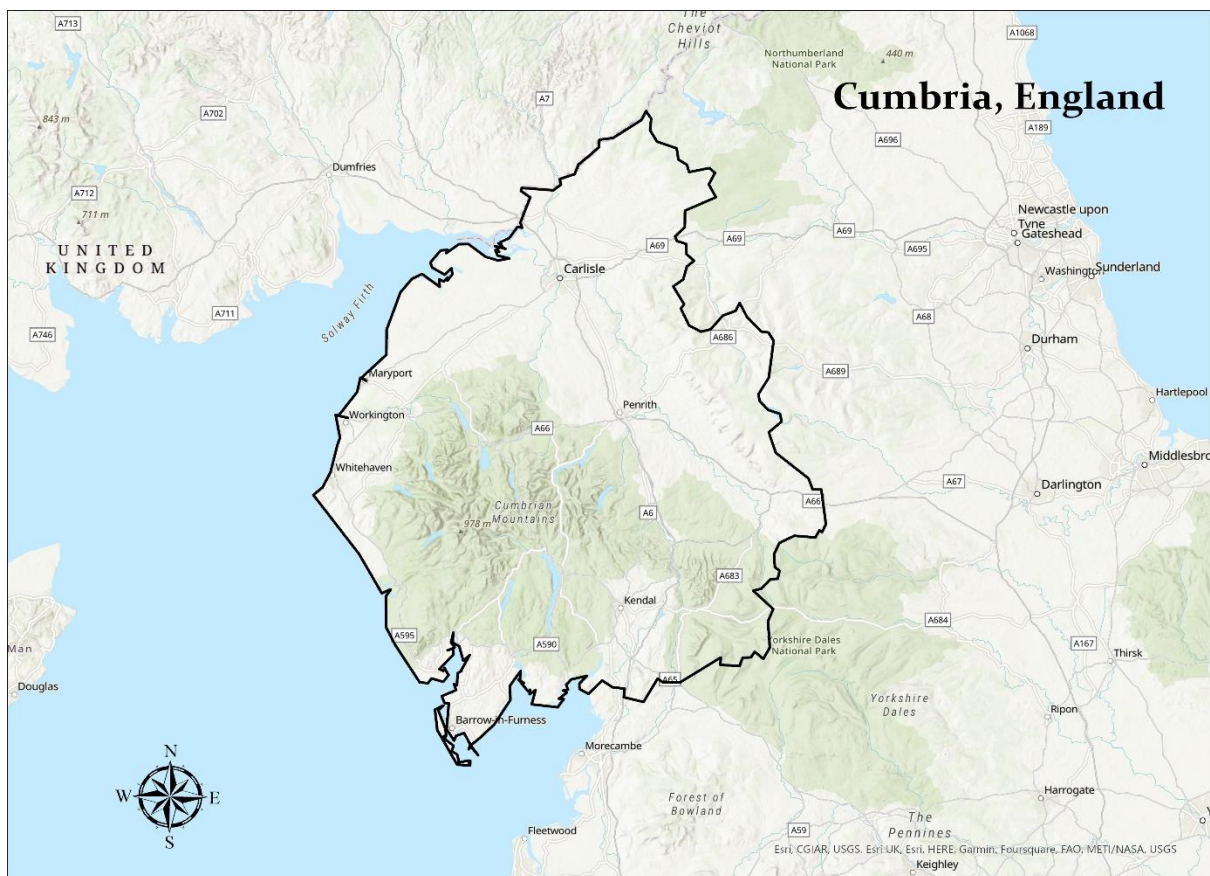 A713
The
Cheviot
Hills
A1068
Northumberland
National Park
440 m
Cumbria, England
A7
A702
843 m
A189
A696
Dumfries
A712
711 m
Newcastle upon
Tyne
Gateshead
UNITED
KINGDOM
A69
A69
A69
A695
Carlisle
Washington
Sunderland
Solway Firth
A711
A746
A686
A68
Durham
Maryport
A689
Hartlepool
Penrith
Workington
A66
Whitehaven
Middlesbro
A67
Darlington
A66
Cumbrian
Mountains
978 m
A6
A683
Kendal
A595
A590
Yorkshire Dales
National Park
A684
A167
Man
Thirsk
Douglas
A65
Yorkshire
Dales
Ripon
Barrow-in-Furness
Morecambe
N
W
E
S
Forest of
Bowland
Harrogate
The
Pennines
Y
Fleetwood
A59
Esri, CGIAR, USGS, Esri UK, Esri, HERE, Garmin, Foursquare, FAO, METI/NASA, USGS
Keighley